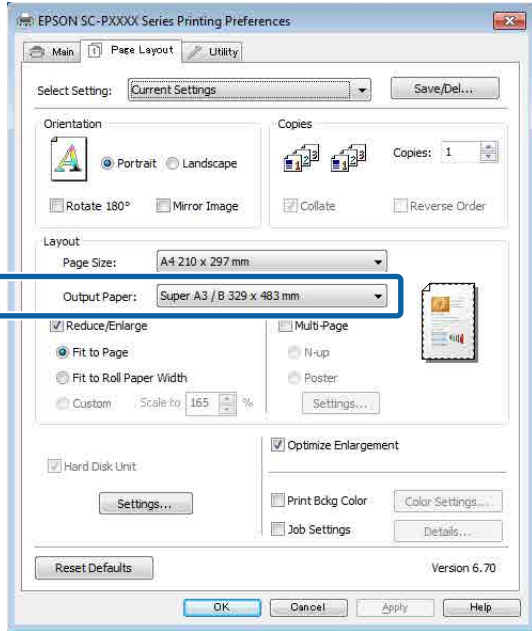 EPSON SC-PXXXX Series Printing Preferences
Main Page Layout Utility
Select Setting: Current Settings Save/Del...
Orientation
Portrait Landscape
Rotate 180° Mirror Image
Copies
Copies: 1
Collate Reverse Order
Layout
Page Size: A4 210 x 297 mm
Output Paper: Super A3 / B 329 x 483 mm
Reduce/Enlarge
Fit to Page
Fit to Roll Paper Width
Custom Scale to 165 %
Multi-Page
N-up
Poster
Settings...
Optimize Enlargement
Hard Disk Unit
Settings...
Print Bckg Color Color Settings...
Job Settings Details...
Reset Defaults Version 6.70
OK Cancel Apply Help